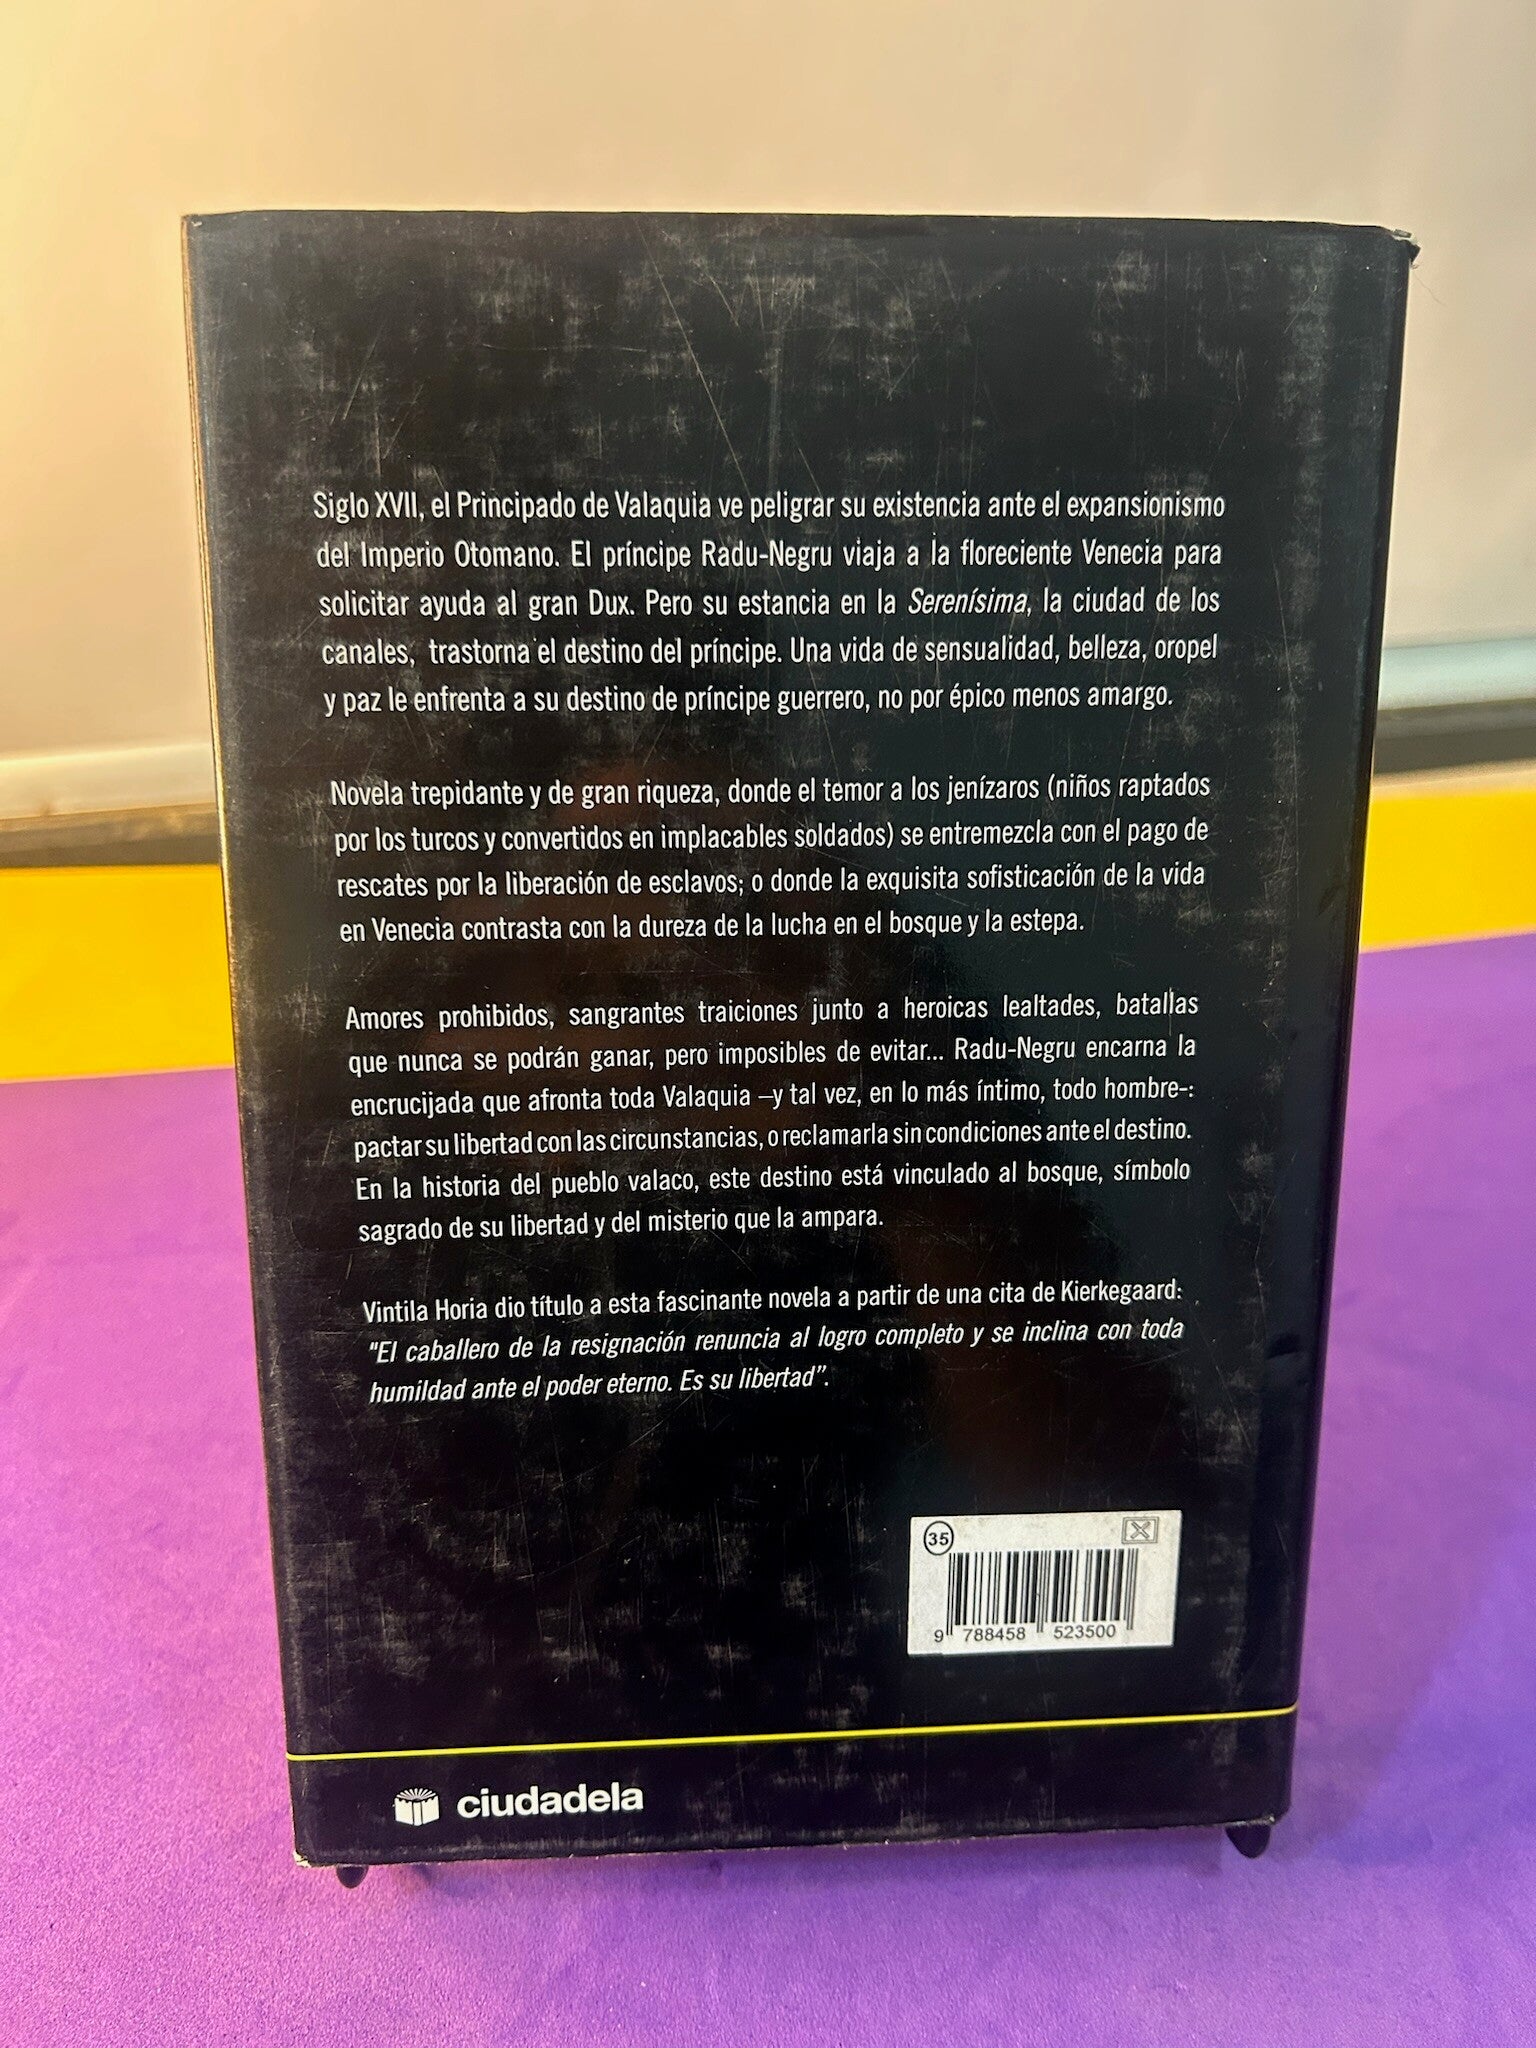 Siglo XVII, el Principado de Valaquia ve peligrar su existencia ante el expansionismo
del Imperio Otomano. El príncipe Radu-Negru viaja a la floreciente Venecia para
solicitar ayuda al gran Dux. Pero su estancia en la Serenísima, la ciudad de los
canales, trastorna el destino del príncipe. Una vida de sensualidad, belleza, oropel
y paz le enfrenta a su destino de príncipe guerrero, no por épico menos amargo.
Novela trepidante y de gran riqueza, donde el temor a los jenízaros (niños raptados
por los turcos y convertidos en implacables soldados) se entremezcla con el pago de
rescates por la liberación de esclavos; o donde la exquisita sofisticación de la vida
en Venecia contrasta con la dureza de la lucha en el bosque y la estepa.
Amores prohibidos, sangrantes traiciones junto a heroicas lealtades, batallas
que nunca se podrán ganar, pero imposibles de evitar... Radu-Negru encarna la
encrucijada que afronta toda Valaquia –y tal vez, en lo más íntimo, todo hombre-:
pactar su libertad con las circunstancias, o reclamarla sin condiciones ante el destino.
En la historia del pueblo valaco, este destino está vinculado al bosque, símbolo
sagrado de su libertad y del misterio que la ampara.
Vintila Horia dio título a esta fascinante novela a partir de una cita de Kierkegaard:
"El caballero de la resignación renuncia al logro completo y se inclina con toda
humildad ante el poder eterno. Es su libertad”.
35
9 788458 523500
ciudadela